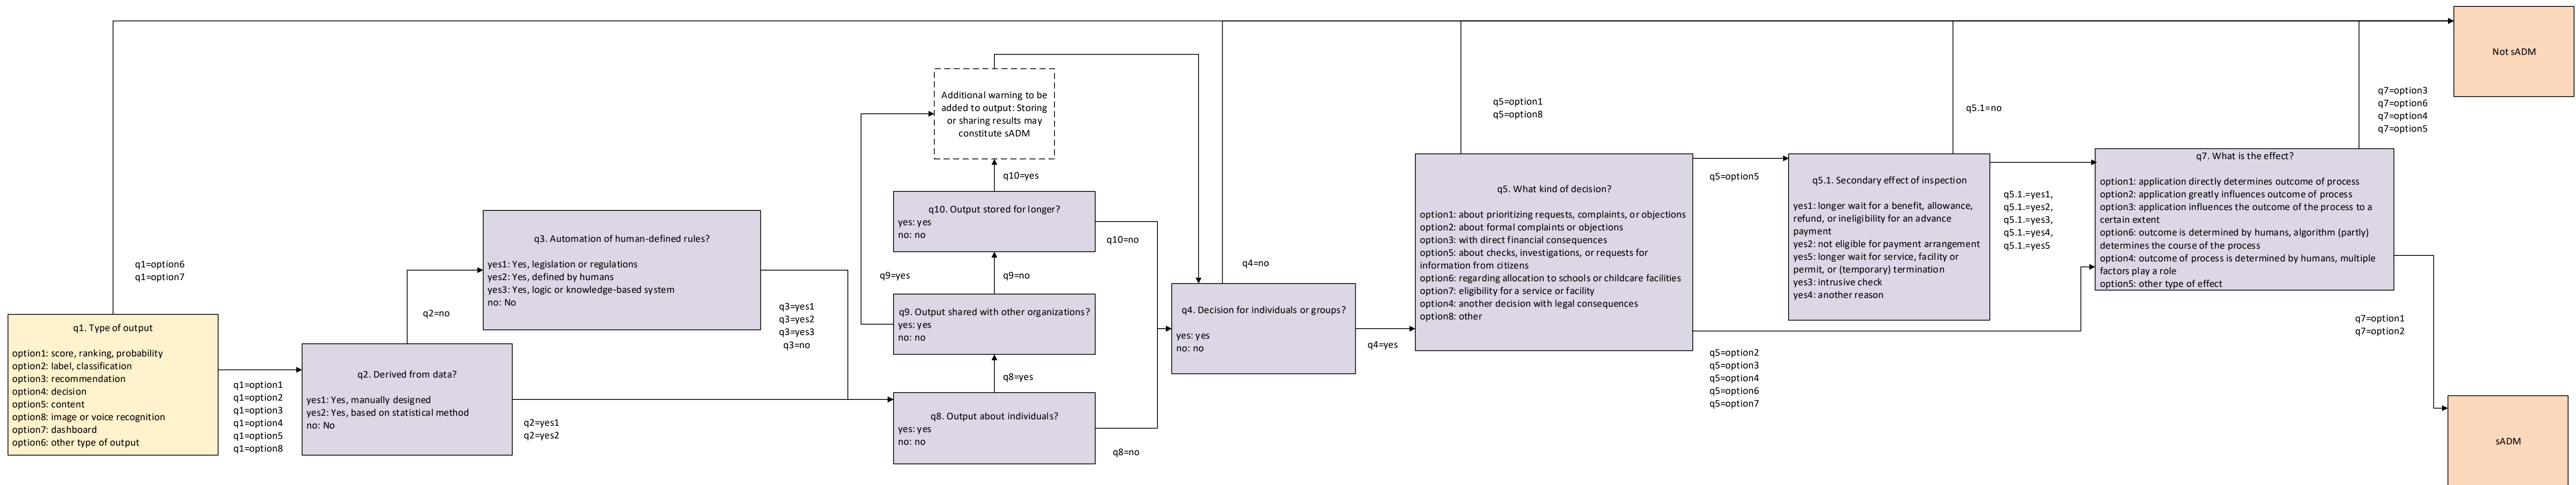 q1. Type of output
option1: score, ranking, probability
option2: label, classification
option3: recommendation
option4: decision
option5: content
option8: image or voice recognition
option7: dashboard
option6: other type of output
q1=option6
q1=option7
q1=option1
q1=option2
q1=option3
q1=option4
q1=option5
q1=option8
q2. Derived from data?
yes1: Yes, manually designed
yes2: Yes, based on statistical method
no: No
q2=no
q2=yes1
q2=yes2
q3. Automation of human-defined rules?
yes1: Yes, legislation or regulations
yes2: Yes, defined by humans
yes3: Yes, logic or knowledge-based system
no: No
q3=yes1
q3=yes2
q3=yes3
q3=no
Additional warning to be
added to output: Storing
or sharing results may
constitute sADM
q10=yes
q10. Output stored for longer?
yes: yes
no: no
q10=no
q9=yes
q9=no
q9. Output shared with other organizations?
yes: yes
no: no
q8=yes
q8. Output about individuals?
yes: yes
no: no
q8=no
q4=no
q4. Decision for individuals or groups?
yes: yes
no: no
q4=yes
q5=option1
q5=option8
q5. What kind of decision?
option1: about prioritizing requests, complaints, or objections
option2: about formal complaints or objections
option3: with direct financial consequences
option5: about checks, investigations, or requests for
information from citizens
option6: regarding allocation to schools or childcare facilities
option7: eligibility for a service or facility
option4: another decision with legal consequences
option8: other
q5=option5
q5=option2
q5=option3
q5=option4
q5=option6
q5=option7
q5.1=no
q5.1. Secondary effect of inspection
yes1: longer wait for a benefit, allowance,
refund, or ineligibility for an advance
payment
yes2: not eligible for payment arrangement
yes5: longer wait for service, facility or
permit, or (temporary) termination
yes3: intrusive check
yes4: another reason
q5.1.=yes1,
q5.1.=yes2,
q5.1.=yes3,
q5.1.=yes4,
q5.1.=yes5
q7. What is the effect?
option1: application directly determines outcome of process
option2: application greatly influences outcome of process
option3: application influences the outcome of the process to a
certain extent
option6: outcome is determined by humans, algorithm (partly)
determines the course of the process
option4: outcome of process is determined by humans, multiple
factors play a role
option5: other type of effect
q7=option3
q7=option6
q7=option4
q7=option5
q7=option1
q7=option2
Not sADM
sADM